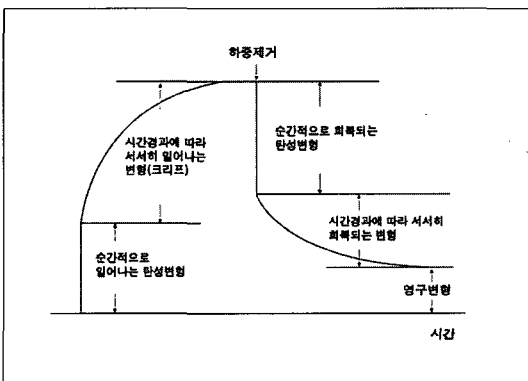 하중제거
시간경과에 따라
서서히 일어나는
변형(크리프)
순간적으로 회복되는
탄성변형
시간경과에 따라 서서히
회복되는 변형
순간적으로
일어나는 탄성변형
영구변형
시간